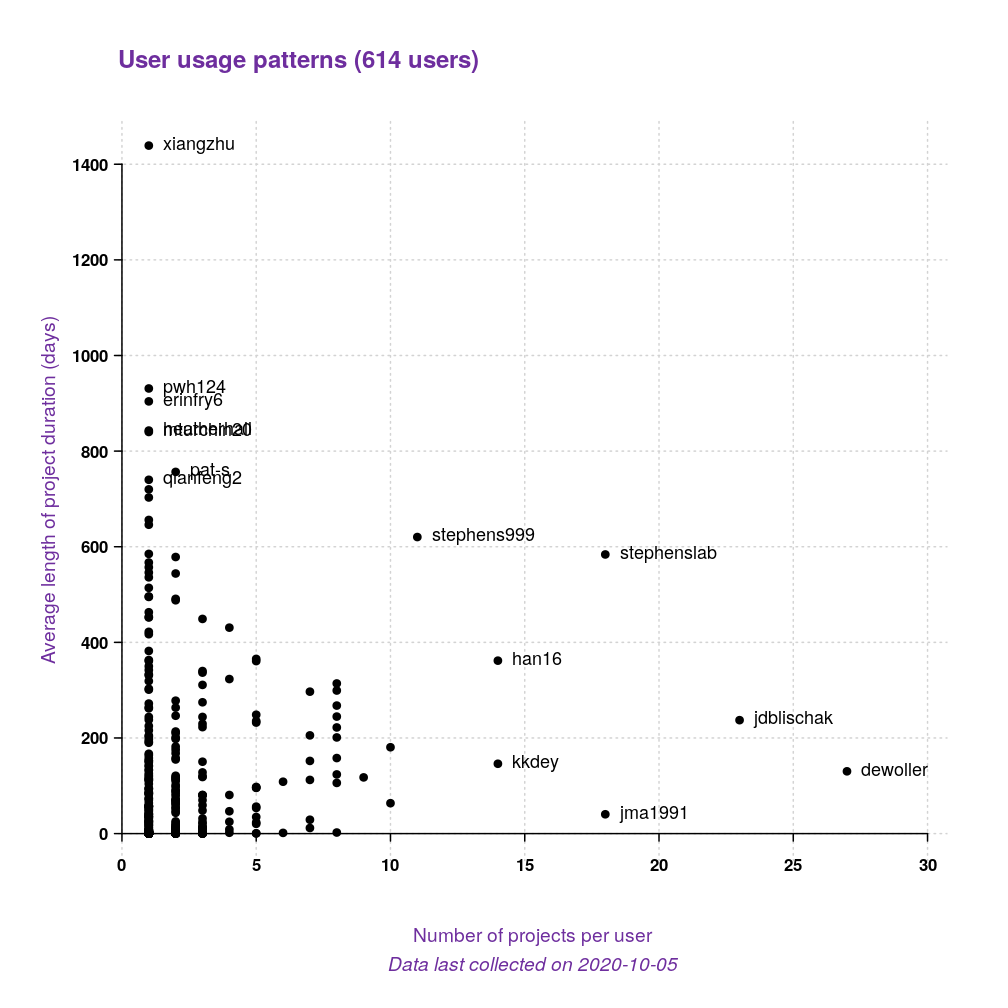 User usage patterns (614 users)
Average length of project duration (days)
1400
1200
1000
800
600
400
200
0
xiangzhu
pwh124
erinfry6
pat-s
qianfeng2
stephens999
stephenslab
han16
jdblischak
kkdey
dewoller
jma1991
0 5 10 15 20 25 30
Number of projects per user
Data last collected on 2020-10-05